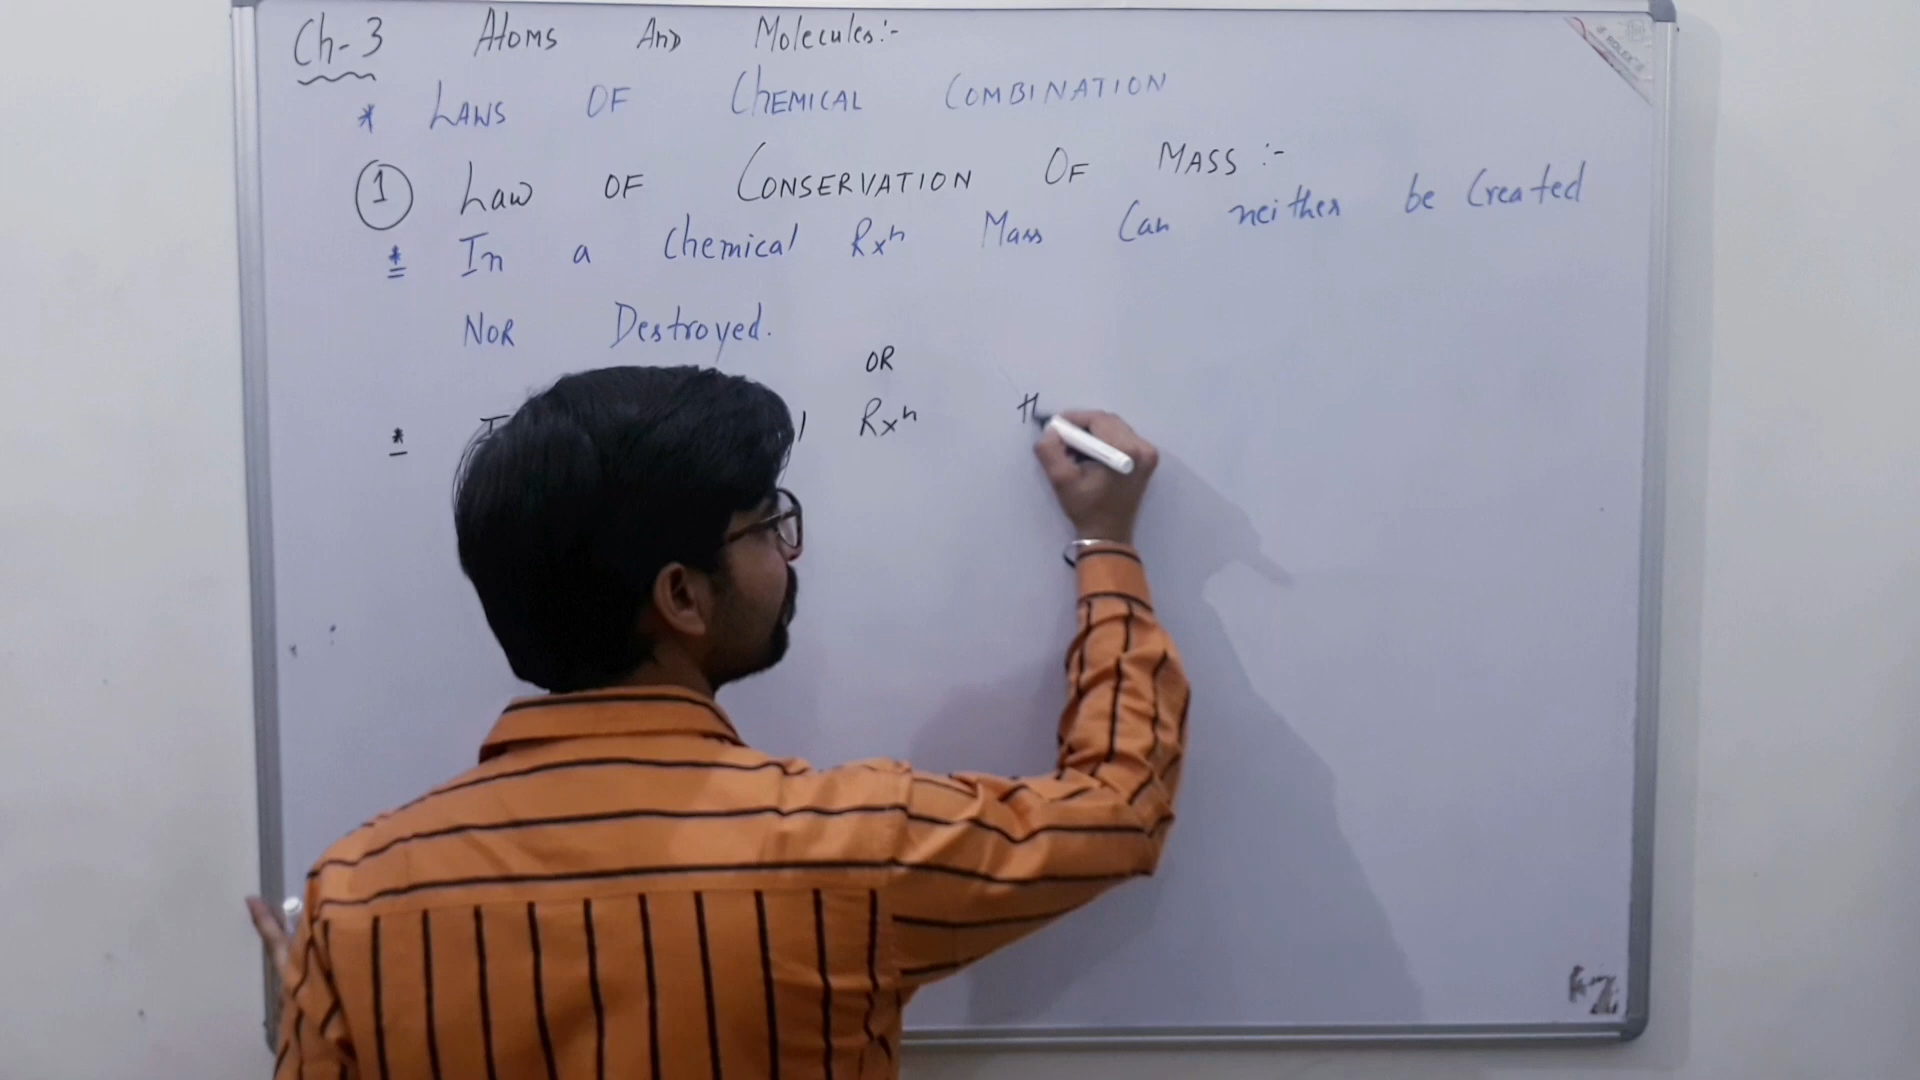 Ch-3 Atoms And Molecules:-
* LAWS OF CHEMICAL COMBINATION
1 Law OF CONSERVATION OF MASS :-
* In a Chemical Rxn Mass Can neither be Created
NOR Destroyed.
OR
* Rxn